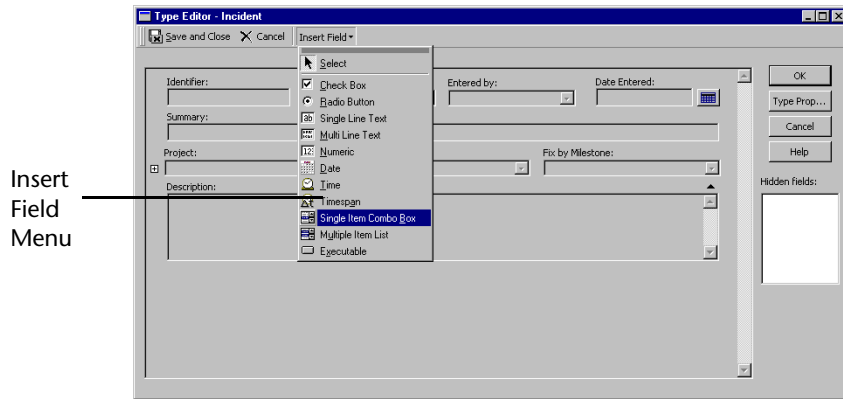 Type Editor - Incident
Save and Close Cancel Insert Field
Select
Check Box
Radio Button
Single Line Text
Multi Line Text
Numeric
Date
Time
Timespan
Single Item Combo Box
Multiple Item List
Executable
Identifier:
Entered by:
Date Entered:
Summary:
Project:
Fix by Milestone:
Description:
OK
Type Prop...
Cancel
Help
Hidden fields:
Insert
Field
Menu